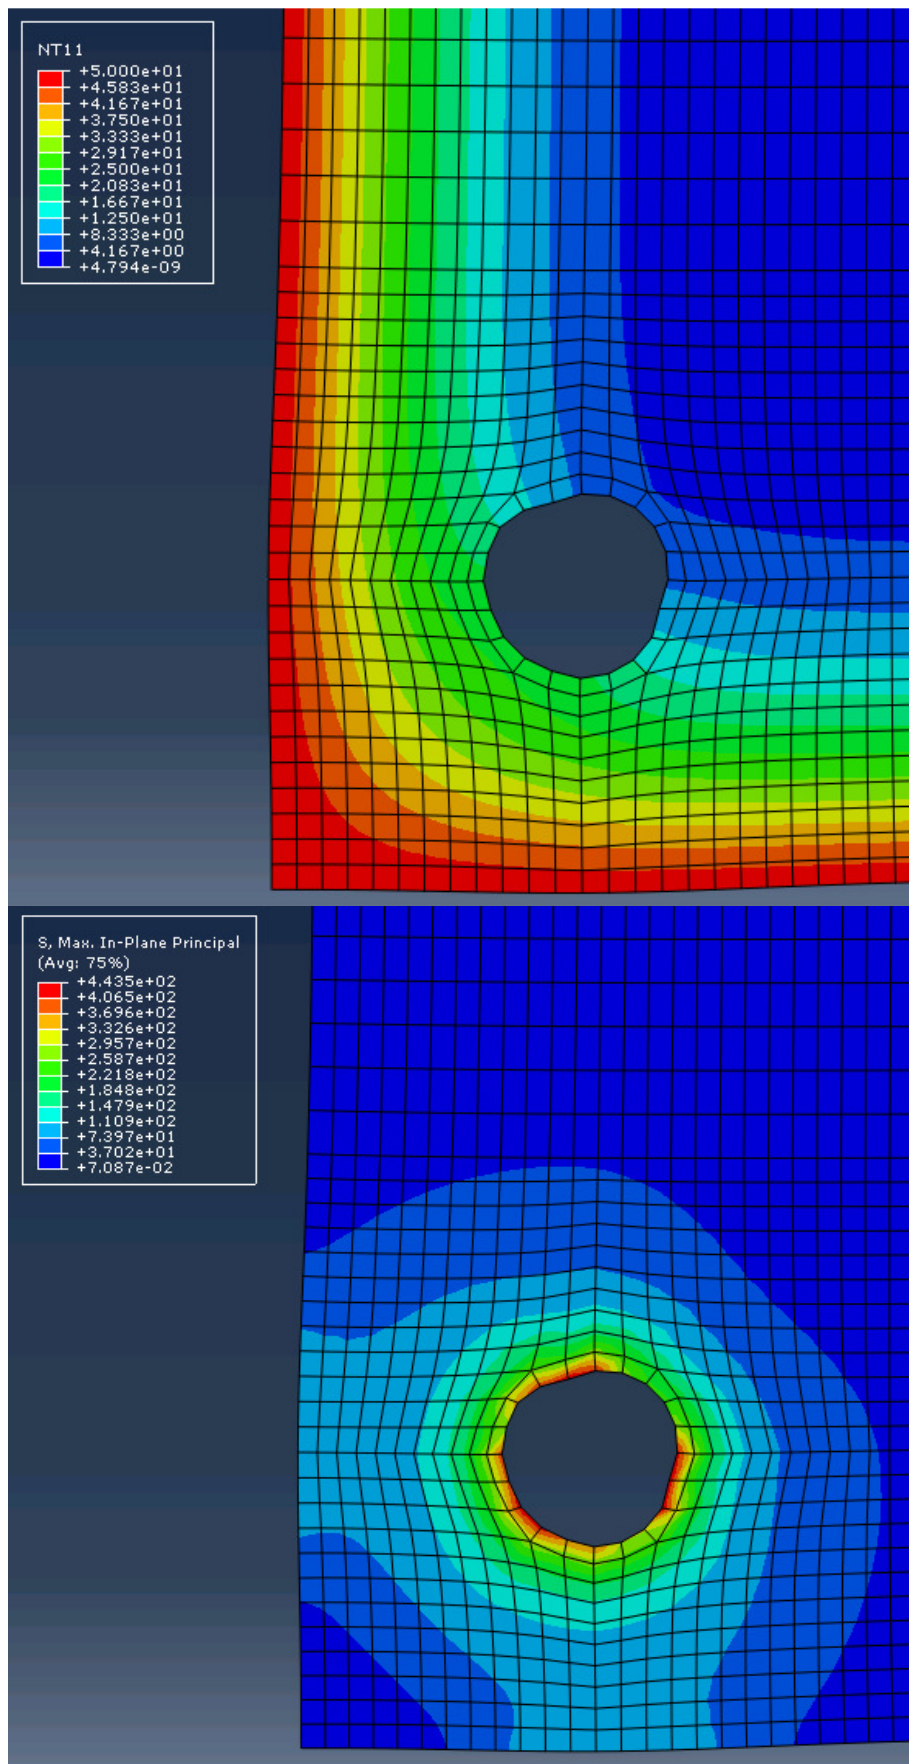 NT11
+5.000e+01
+4.583e+01
+4.167e+01
+3.750e+01
+3.333e+01
+2.917e+01
+2.500e+01
+2.083e+01
+1.667e+01
+1.250e+01
+8.333e+00
+4.167e+00
+4.794e-09
S, Max. In-Plane Principal
(Avg: 75%)
+4.435e+02
+4.065e+02
+3.696e+02
+3.326e+02
+2.957e+02
+2.587e+02
+2.218e+02
+1.848e+02
+1.479e+02
+1.109e+02
+7.397e+01
+3.702e+01
+7.087e-02